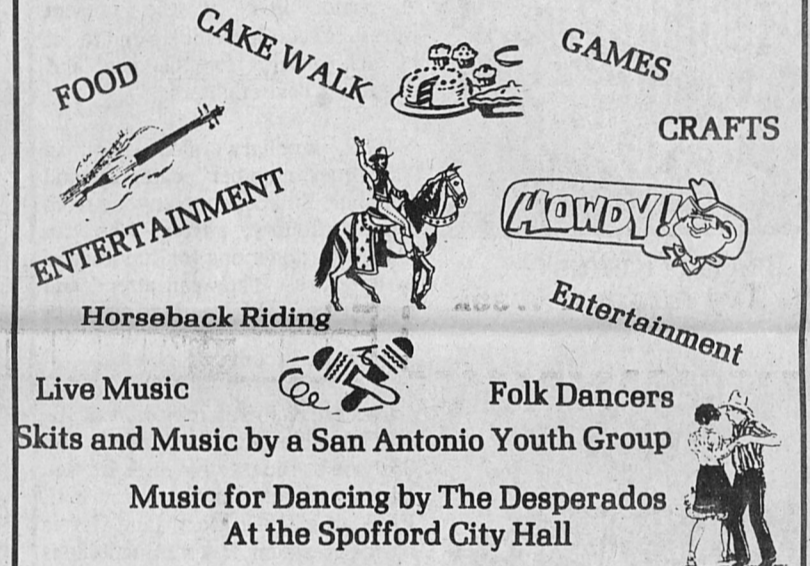 CAKE WALK
GAMES
FOOD
CRAFTS
ENTERTAINMENT
HOWDY!
Entertainment
Horseback Riding
Live Music
Folk Dancers
Skits and Music by a San Antonio Youth Group
Music for Dancing by The Desperados
At the Spofford City Hall